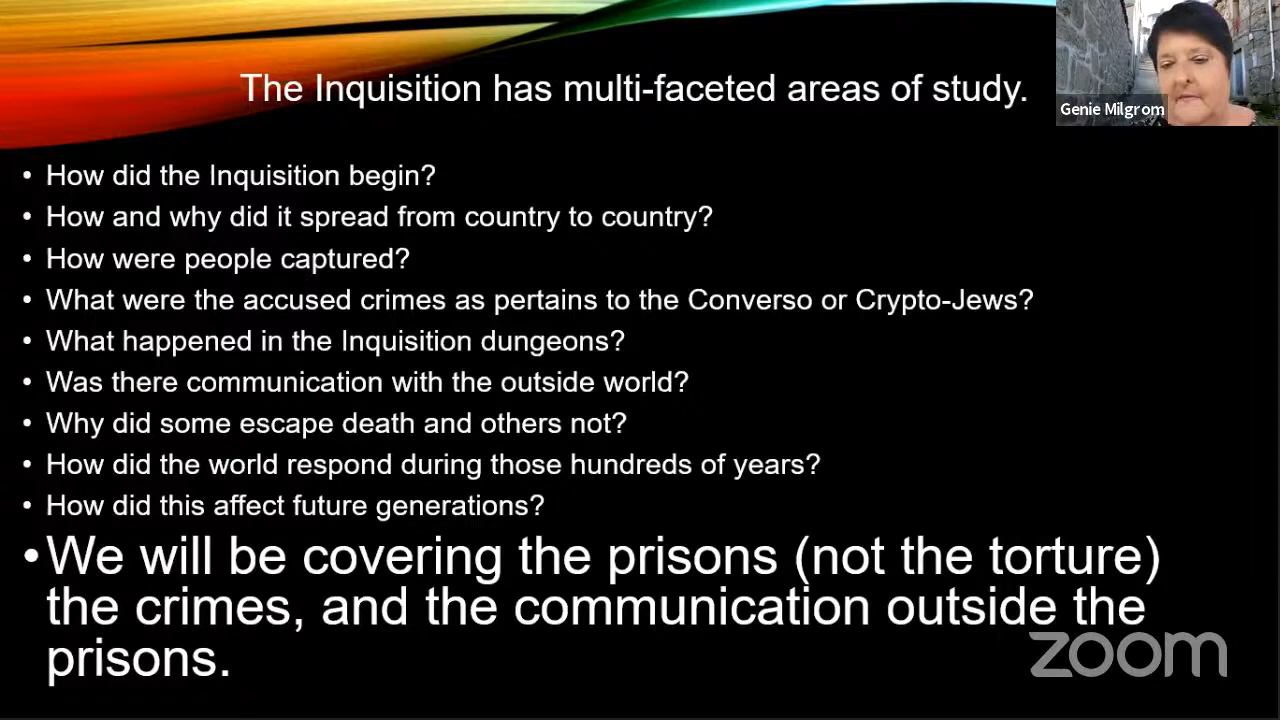 The Inquisition has multi-faceted areas of study.
Genie Milgrom
• How did the Inquisition begin?
• How and why did it spread from country to country?
• How were people captured?
• What were the accused crimes as pertains to the Converso or Crypto-Jews?
• What happened in the Inquisition dungeons?
• Was there communication with the outside world?
• Why did some escape death and others not?
• How did the world respond during those hundreds of years?
• How did this affect future generations?
• We will be covering the prisons (not the torture)
the crimes, and the communication outside the
prisons.
zoom